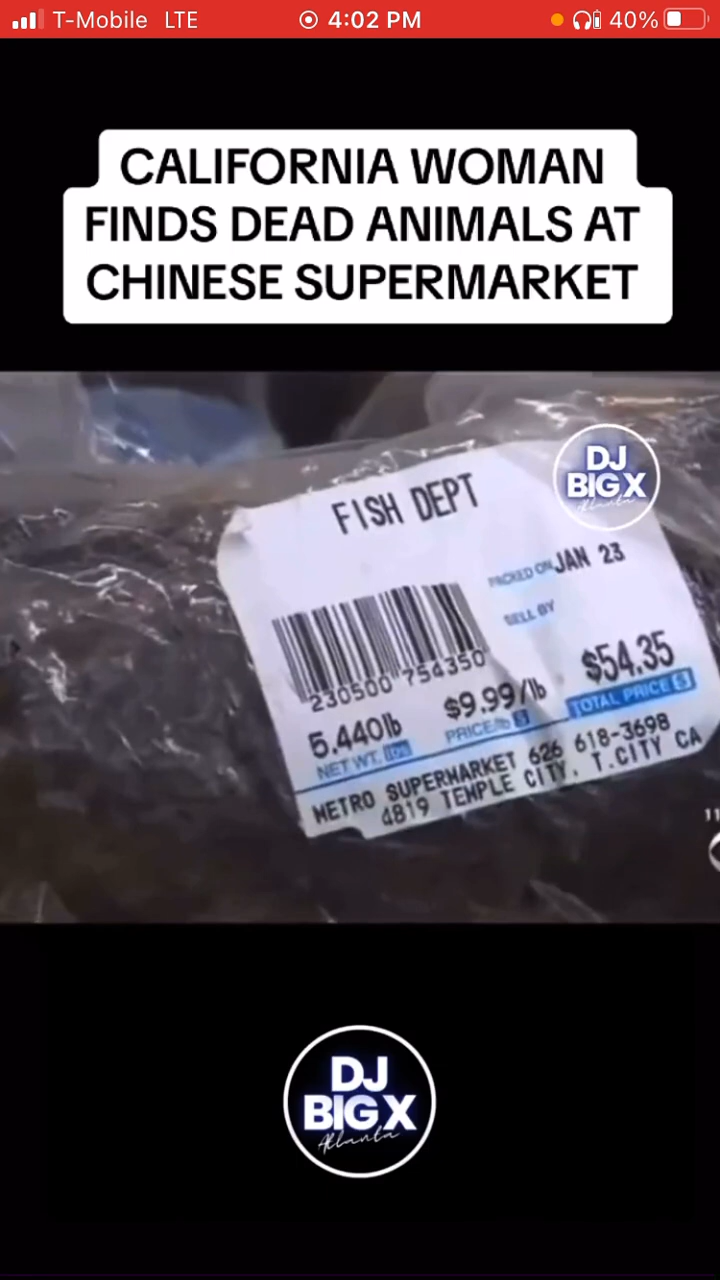 T-Mobile LTE
4:02 PM
40%
CALIFORNIA WOMAN
FINDS DEAD ANIMALS AT
CHINESE SUPERMARKET
DJ
BIG X
Atlanta
FISH DEPT
PACKED ON JAN 23
SELL BY
230500 754350
5.440lb
NET WT. lbs
$9.99/lb
PRICE/lb $
$54.35
TOTAL PRICE $
METRO SUPERMARKET 626 618-3698
4819 TEMPLE CITY, T.CITY CA
DJ
BIG X
Atlanta